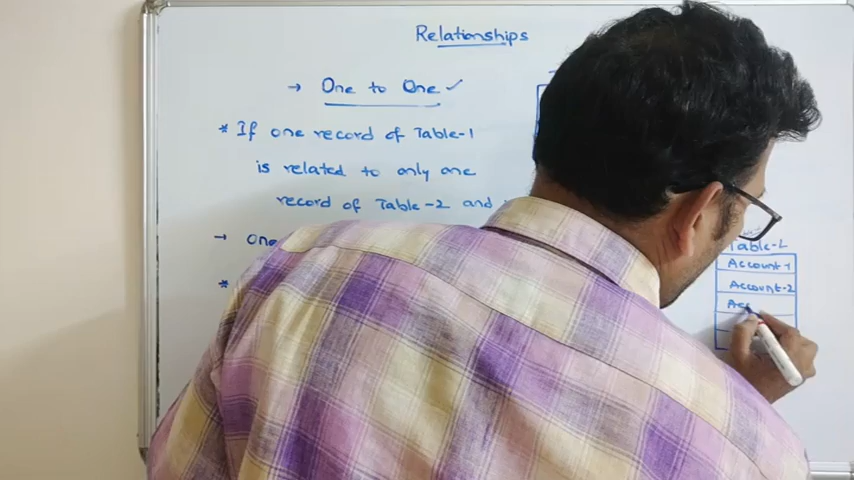 Relationships
→ One to One ✓
* If one record of Table-1
is related to only one
record of Table-2 and
→ One
*
Table-2
Account-1
Account-2
Acc